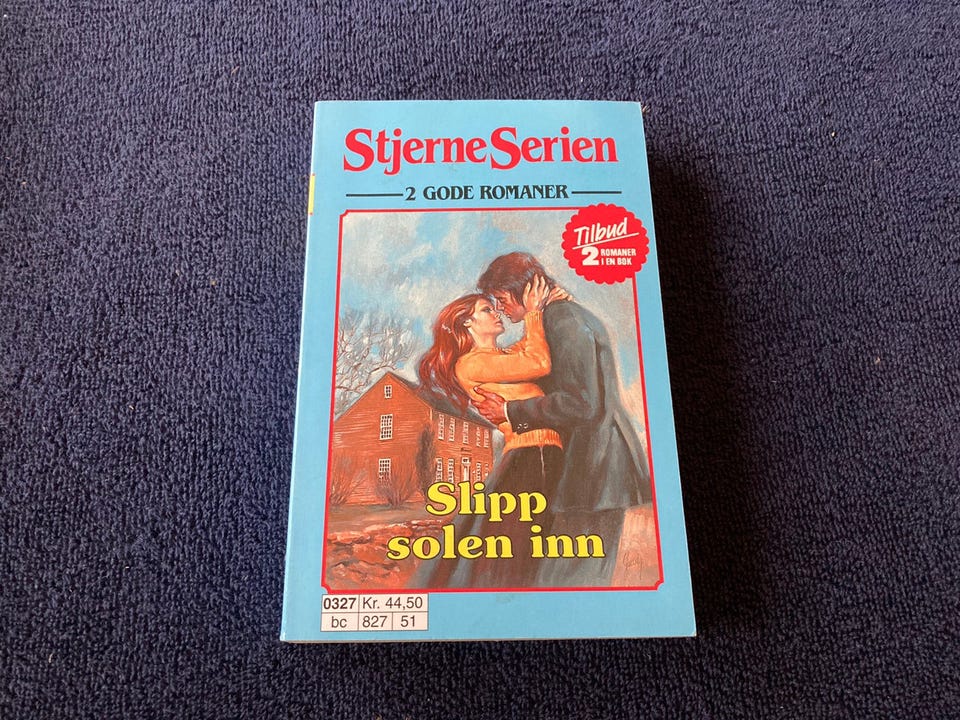 StjerneSerien
2 GODE ROMANER
Tilbud
2 ROMANER
I EN BOK
Slipp
solen inn
0327 Kr. 44,50
bc 827 51